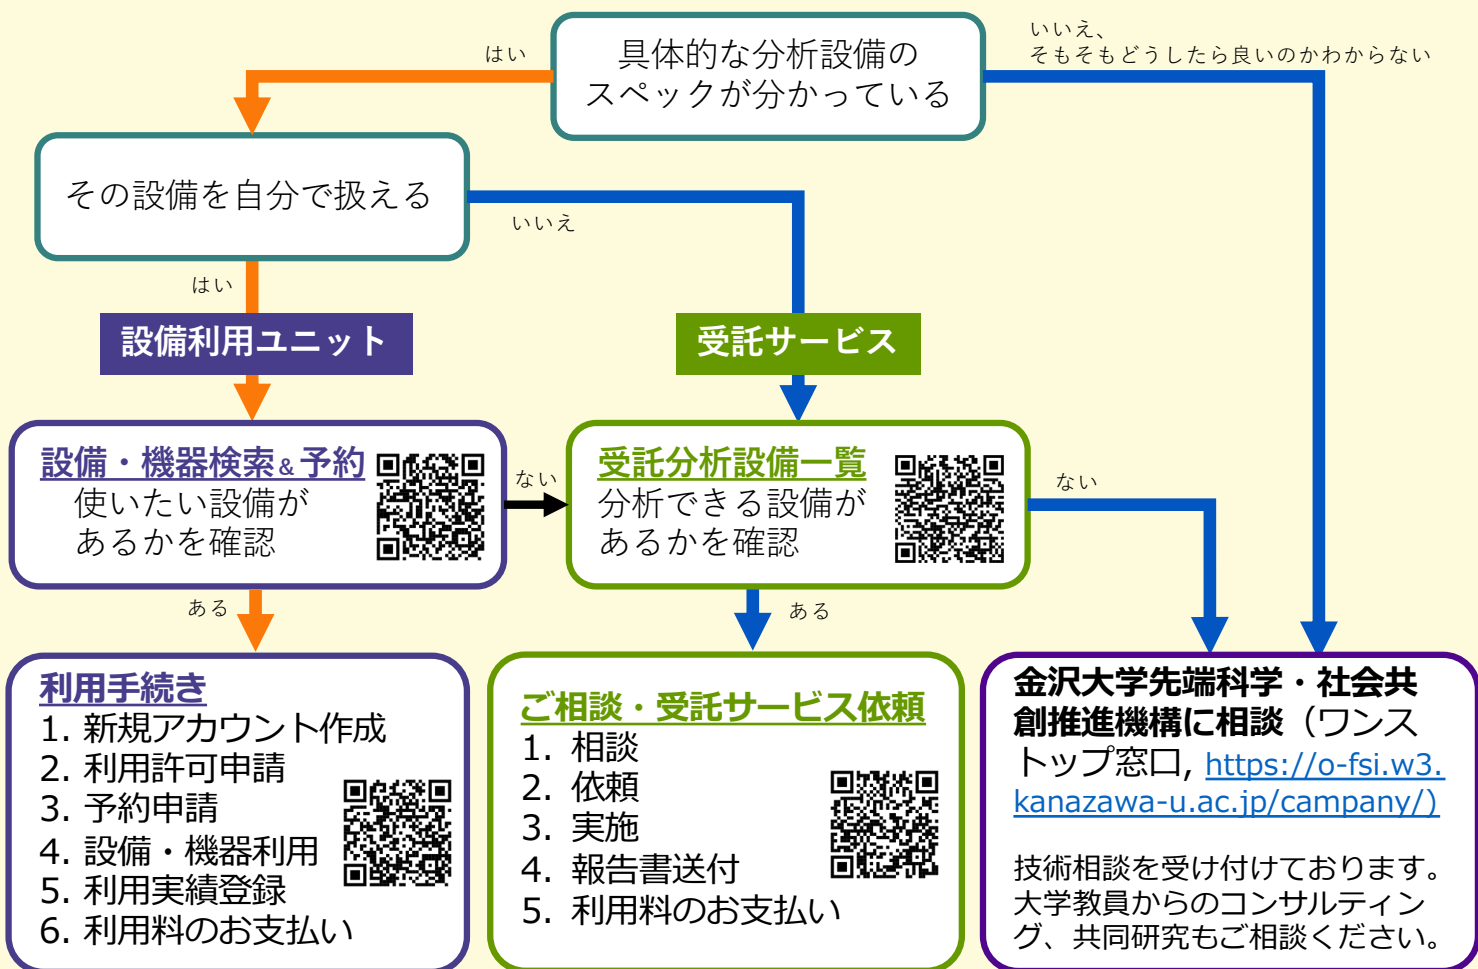 具体的な分析設備の
スペックが分かっている
はい
いいえ、
そもそもどうしたら良いのかわからない
その設備を自分で扱える
いいえ
はい
設備利用ユニット
受託サービス
設備・機器検索&予約
使いたい設備が
あるかを確認
ない
受託分析設備一覧
分析できる設備が
あるかを確認
ない
ある
ある
利用手続き
1. 新規アカウント作成
2. 利用許可申請
3. 予約申請
4. 設備・機器利用
5. 利用実績登録
6. 利用料のお支払い
ご相談・受託サービス依頼
1. 相談
2. 依頼
3. 実施
4. 報告書送付
5. 利用料のお支払い
金沢大学先端科学・社会共
創推進機構に相談（ワンス
トップ窓口, https://o-fsi.w3.
kanazawa-u.ac.jp/campany/)
技術相談を受け付けております。
大学教員からのコンサルティン
グ、共同研究もご相談ください。